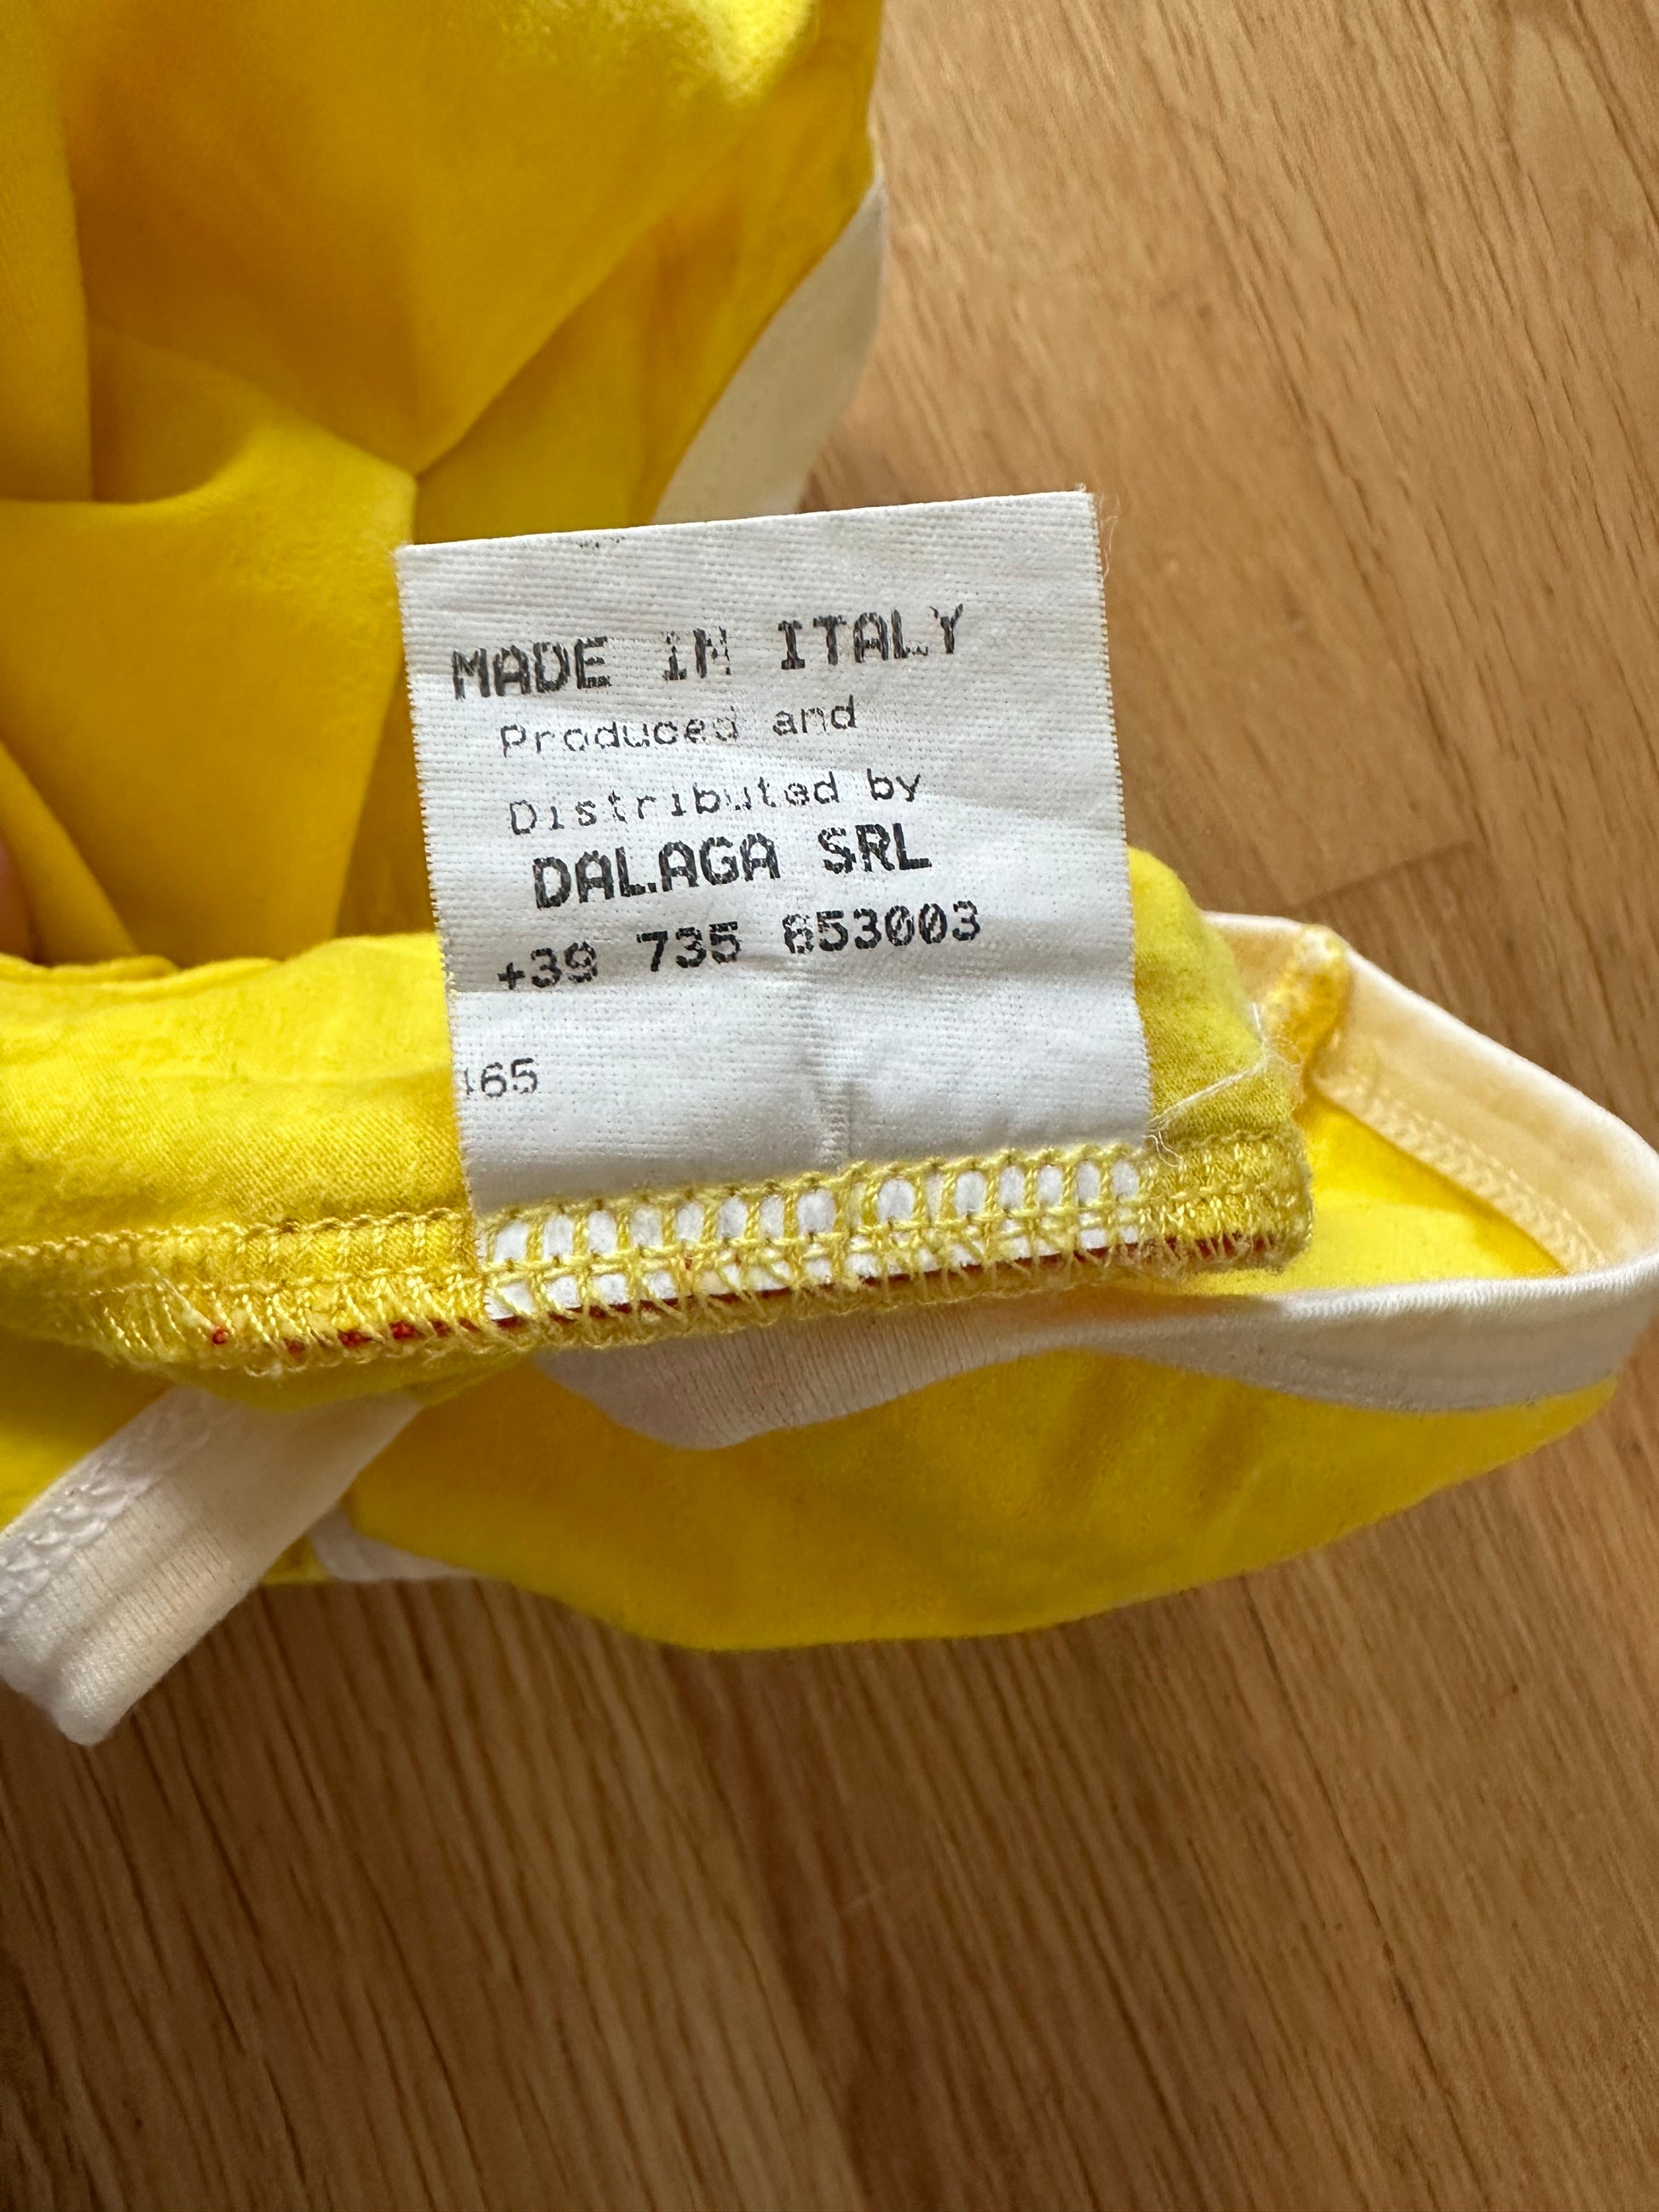 MADE IN ITALY
Produced and
Distributed by
DALAGA SRL
+39 735 653003